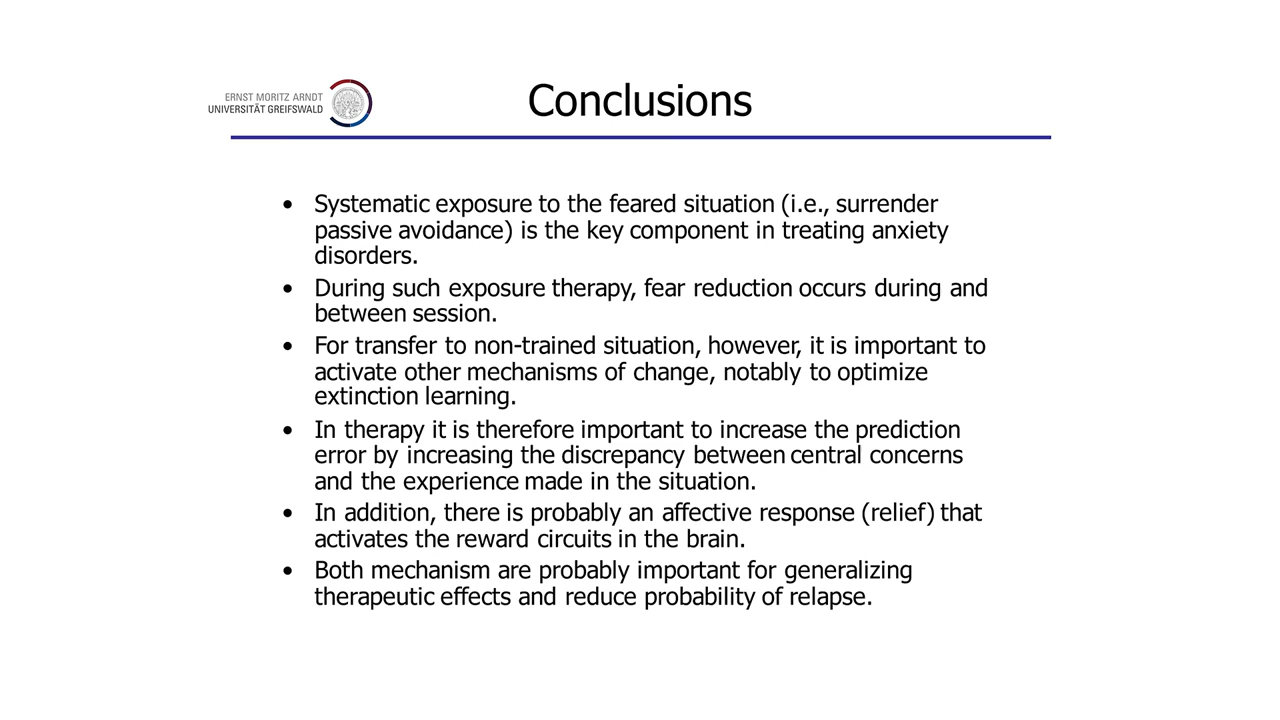 ERNST MORITZ ARNDT
UNIVERSITÄT GREIFSWALD
Conclusions
• Systematic exposure to the feared situation (i.e., surrender
passive avoidance) is the key component in treating anxiety
disorders.
• During such exposure therapy, fear reduction occurs during and
between session.
• For transfer to non-trained situation, however, it is important to
activate other mechanisms of change, notably to optimize
extinction learning.
• In therapy it is therefore important to increase the prediction
error by increasing the discrepancy between central concerns
and the experience made in the situation.
• In addition, there is probably an affective response (relief) that
activates the reward circuits in the brain.
• Both mechanism are probably important for generalizing
therapeutic effects and reduce probability of relapse.